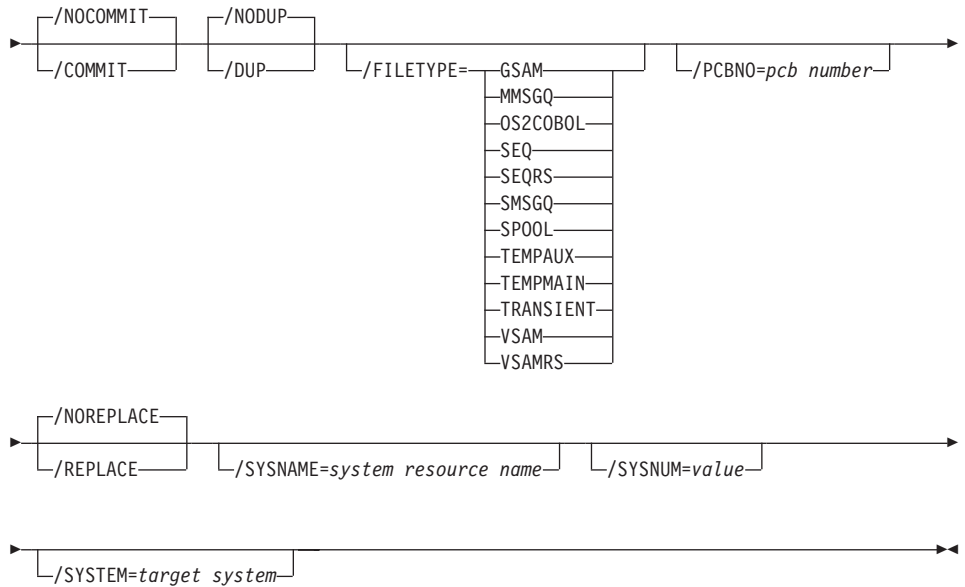 /NOCOMMIT /NODUP
/COMMIT /DUP /FILETYPE= GSAM /PCBNO=pcb number
MMSGQ
OS2COBOL
SEQ
SEQRS
SMSGQ
SPOOL
TEMPAUX
TEMPMAIN
TRANSIENT
VSAM
VSAMRS
/NOREPLACE
/REPLACE /SYSNAME=system resource name /SYSNUM=value
/SYSTEM=target system